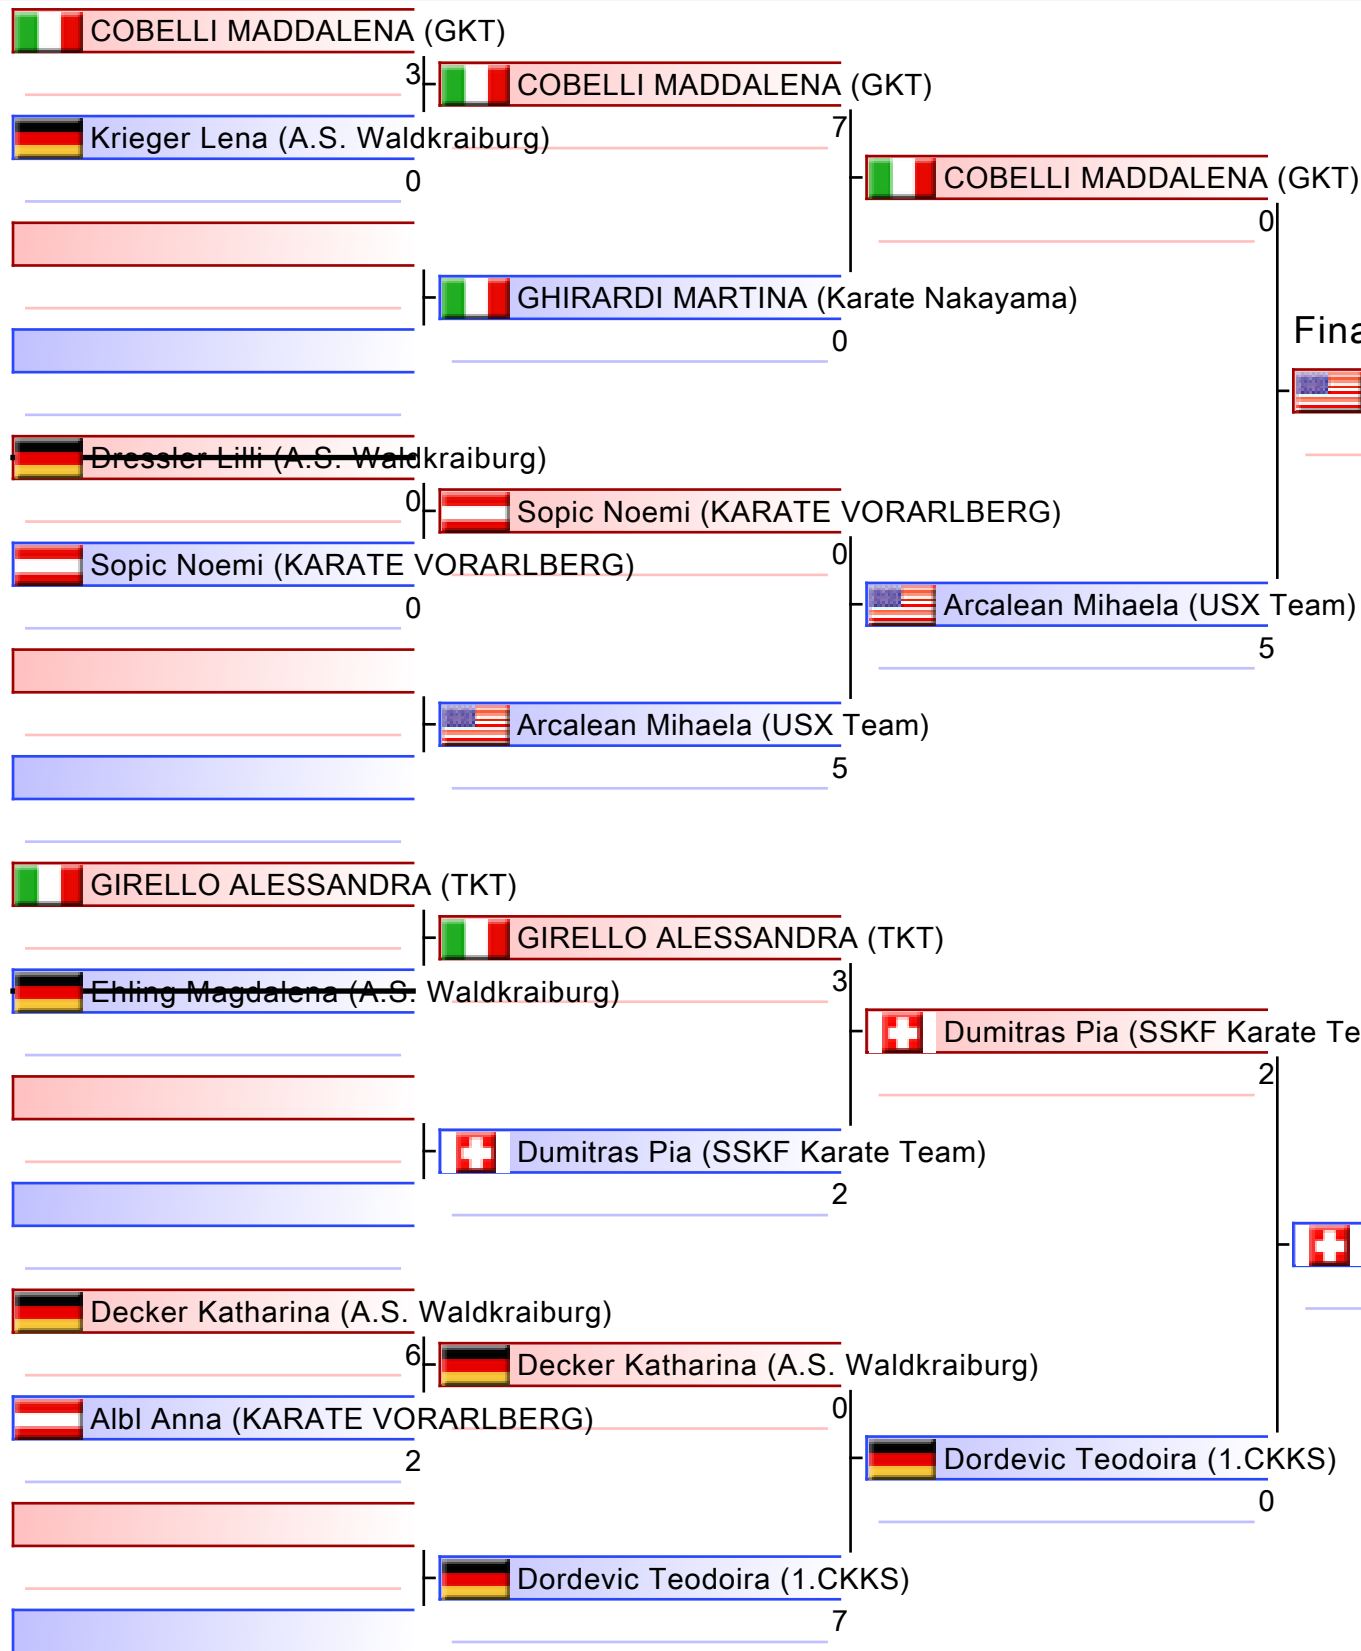 COBELLI MADDALENA (GKT)
3
Krieger Lena (A.S. Waldkraiburg)
0
Dressler Lilli (A.S. Waldkraiburg)
0
Sopic Noemi (KARATE VORARLBERG)
0
GIRELLO ALESSANDRA (TKT)
Ehling Magdalena (A.S. Waldkraiburg)
Decker Katharina (A.S. Waldkraiburg)
6
Albl Anna (KARATE VORARLBERG)
2
COBELLI MADDALENA (GKT)
7
GHIRARDI MARTINA (Karate Nakayama)
0
Sopic Noemi (KARATE VORARLBERG)
0
Arcalean Mihaela (USX Team)
5
GIRELLO ALESSANDRA (TKT)
3
Dumitras Pia (SSKF Karate Team)
2
Decker Katharina (A.S. Waldkraiburg)
0
Dordevic Teodoira (1.CKKS)
7
COBELLI MADDALENA (GKT)
0
Arcalean Mihaela (USX Team)
5
Dumitras Pia (SSKF Karate Te
2
Dordevic Teodoira (1.CKKS)
0
Fina